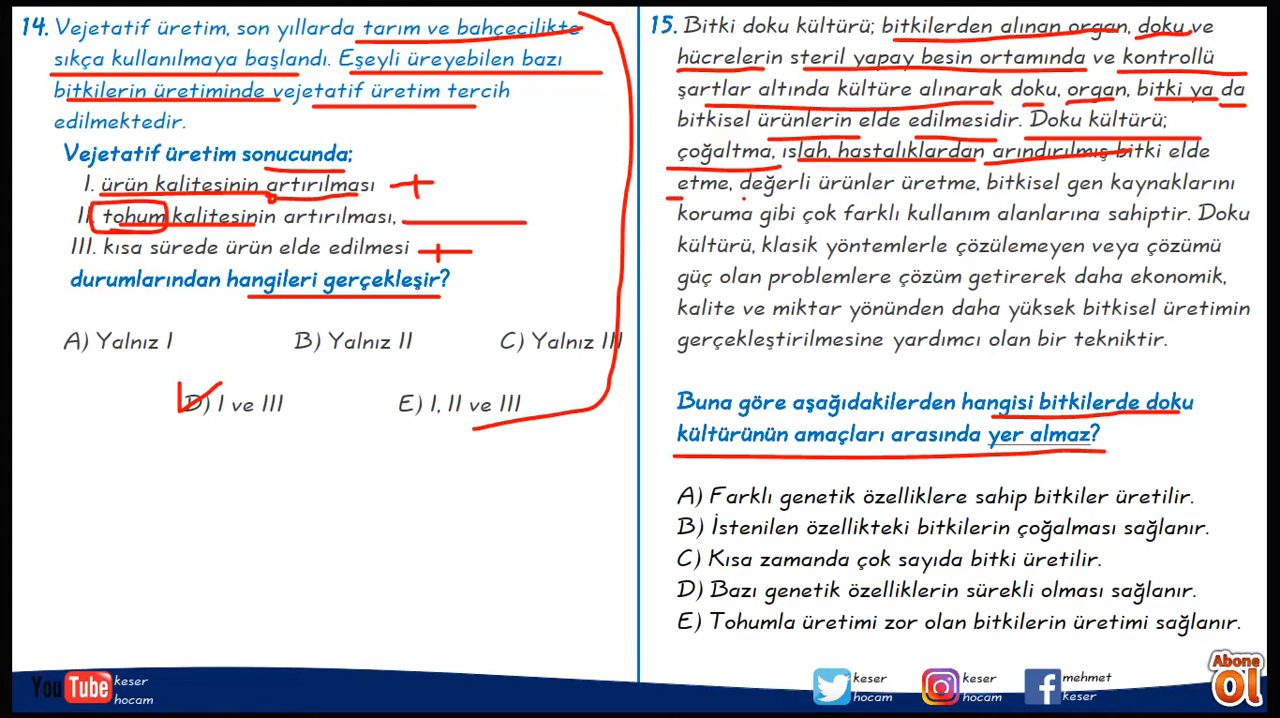 14. Vejetatif üretim, son yıllarda tarım ve bahçecilikte
sıkça kullanılmaya başlandı. Eşeyli üreyebilen bazı
bitkilerin üretiminde vejetatif üretim tercih
edilmektedir.
Vejetatif üretim sonucunda;
I. ürün kalitesinin artırılması
II. tohum kalitesinin artırılması,
III. kısa sürede ürün elde edilmesi
durumlarından hangileri gerçekleşir?
A) Yalnız I B) Yalnız II C) Yalnız III
D) I ve III E) I, II ve III
15. Bitki doku kültürü; bitkilerden alınan organ, doku ve
hücrelerin steril yapay besin ortamında ve kontrollü
şartlar altında kültüre alınarak doku, organ, bitki ya da
bitkisel ürünlerin elde edilmesidir. Doku kültürü;
çoğaltma, ıslah, hastalıklardan arındırılmış bitki elde
etme, değerli ürünler üretme, bitkisel gen kaynaklarını
koruma gibi çok farklı kullanım alanlarına sahiptir. Doku
kültürü, klasik yöntemlerle çözülemeyen veya çözümü
güç olan problemlere çözüm getirerek daha ekonomik,
kalite ve miktar yönünden daha yüksek bitkisel üretimin
gerçekleştirilmesine yardımcı olan bir tekniktir.
Buna göre aşağıdakilerden hangisi bitkilerde doku
kültürünün amaçları arasında yer almaz?
A) Farklı genetik özelliklere sahip bitkiler üretilir.
B) İstenilen özellikteki bitkilerin çoğalması sağlanır.
C) Kısa zamanda çok sayıda bitki üretilir.
D) Bazı genetik özelliklerin sürekli olması sağlanır.
E) Tohumla üretimi zor olan bitkilerin üretimi sağlanır.
YouTube keser hocam
keser hocam
keser hocam
mehmet keser
Abone
Ol